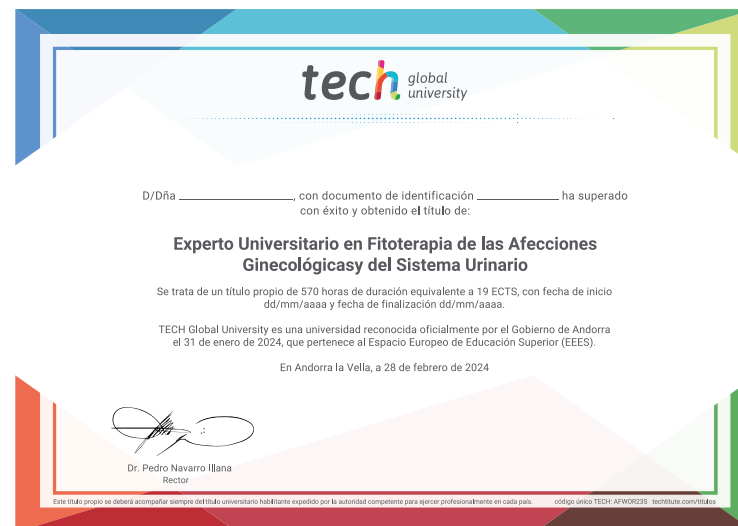 tech global
university
D/Dña ______________, con documento de identificación ______________ ha superado
con éxito y obtenido el título de:
Experto Universitario en Fitoterapia de las Afecciones
Ginecológicasy del Sistema Urinario
Se trata de un título propio de 570 horas de duración equivalente a 19 ECTS, con fecha de inicio
dd/mm/aaaa y fecha de finalización dd/mm/aaaa.
TECH Global University es una universidad reconocida oficialmente por el Gobierno de Andorra
el 31 de enero de 2024, que pertenece al Espacio Europeo de Educación Superior (EEES).
En Andorra la Vella, a 28 de febrero de 2024
Dr. Pedro Navarro Illana
Rector
Este título propio se deberá acompañar siempre del título universitario habilitante expedido por la autoridad competente para ejercer profesionalmente en cada país. código único TECH: AFWOR23S techtitute.com/titulos